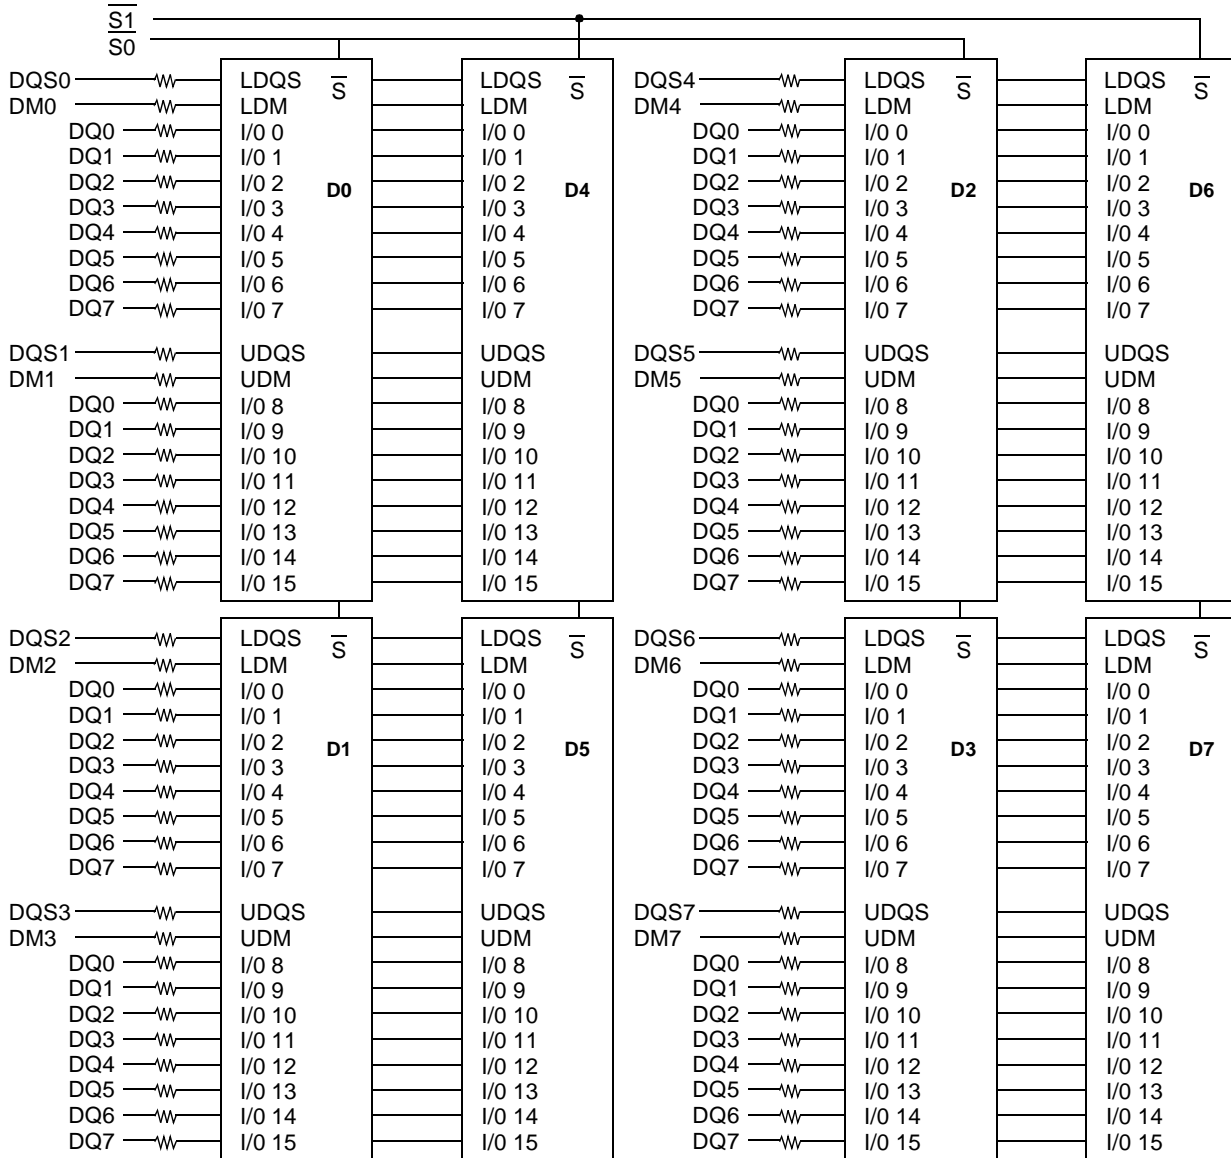 S1
S0
DQS0 LDQS S LDQS S DQS4 LDQS S LDQS S
DM0 LDM LDM DM4 LDM LDM
DQ0 I/0 0 I/0 0 DQ0 I/0 0 I/0 0
DQ1 I/0 1 I/0 1 DQ1 I/0 1 I/0 1
DQ2 I/0 2 D0 I/0 2 D4 DQ2 I/0 2 D2 I/0 2 D6
DQ3 I/0 3 I/0 3 DQ3 I/0 3 I/0 3
DQ4 I/0 4 I/0 4 DQ4 I/0 4 I/0 4
DQ5 I/0 5 I/0 5 DQ5 I/0 5 I/0 5
DQ6 I/0 6 I/0 6 DQ6 I/0 6 I/0 6
DQ7 I/0 7 I/0 7 DQ7 I/0 7 I/0 7
DQS1 UDQS UDQS DQS5 UDQS UDQS
DM1 UDM UDM DM5 UDM UDM
DQ0 I/0 8 I/0 8 DQ0 I/0 8 I/0 8
DQ1 I/0 9 I/0 9 DQ1 I/0 9 I/0 9
DQ2 I/0 10 I/0 10 DQ2 I/0 10 I/0 10
DQ3 I/0 11 I/0 11 DQ3 I/0 11 I/0 11
DQ4 I/0 12 I/0 12 DQ4 I/0 12 I/0 12
DQ5 I/0 13 I/0 13 DQ5 I/0 13 I/0 13
DQ6 I/0 14 I/0 14 DQ6 I/0 14 I/0 14
DQ7 I/0 15 I/0 15 DQ7 I/0 15 I/0 15
DQS2 LDQS S LDQS S DQS6 LDQS S LDQS S
DM2 LDM LDM DM6 LDM LDM
DQ0 I/0 0 I/0 0 DQ0 I/0 0 I/0 0
DQ1 I/0 1 I/0 1 DQ1 I/0 1 I/0 1
DQ2 I/0 2 D1 I/0 2 D5 DQ2 I/0 2 D3 I/0 2 D7
DQ3 I/0 3 I/0 3 DQ3 I/0 3 I/0 3
DQ4 I/0 4 I/0 4 DQ4 I/0 4 I/0 4
DQ5 I/0 5 I/0 5 DQ5 I/0 5 I/0 5
DQ6 I/0 6 I/0 6 DQ6 I/0 6 I/0 6
DQ7 I/0 7 I/0 7 DQ7 I/0 7 I/0 7
DQS3 UDQS UDQS DQS7 UDQS UDQS
DM3 UDM UDM DM7 UDM UDM
DQ0 I/0 8 I/0 8 DQ0 I/0 8 I/0 8
DQ1 I/0 9 I/0 9 DQ1 I/0 9 I/0 9
DQ2 I/0 10 I/0 10 DQ2 I/0 10 I/0 10
DQ3 I/0 11 I/0 11 DQ3 I/0 11 I/0 11
DQ4 I/0 12 I/0 12 DQ4 I/0 12 I/0 12
DQ5 I/0 13 I/0 13 DQ5 I/0 13 I/0 13
DQ6 I/0 14 I/0 14 DQ6 I/0 14 I/0 14
DQ7 I/0 15 I/0 15 DQ7 I/0 15 I/0 15